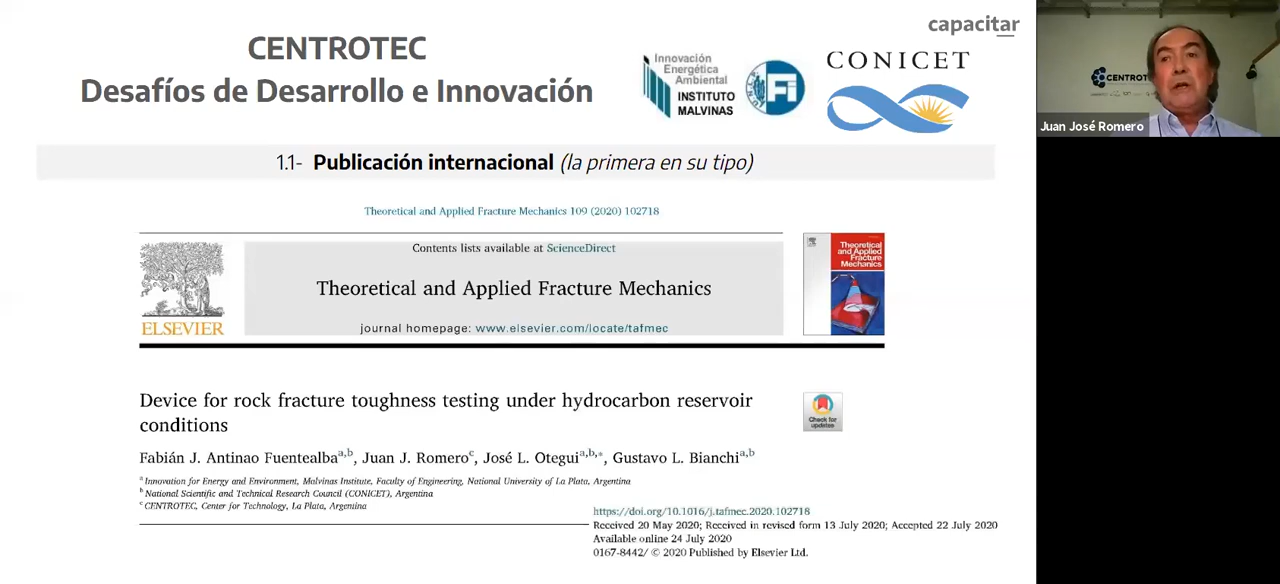 capacitar
CENTROTEC
Desafíos de Desarrollo e Innovación
Innovación
Energética
Ambiental
INSTITUTO
MALVINAS
Fi
CONICET
CENTROT
Juan José Romero
1.1- Publicación internacional (la primera en su tipo)
Theoretical and Applied Fracture Mechanics 109 (2020) 102718
Contents lists available at ScienceDirect
Theoretical and Applied Fracture Mechanics
journal homepage: www.elsevier.com/locate/tafmec
ELSEVIER
Theoretical
and Applied
Fracture
Mechanics
Device for rock fracture toughness testing under hydrocarbon reservoir
conditions
Check for
updates
Fabián J. Antinao Fuentealba a,b, Juan J. Romero c, José L. Otegui a,b,*, Gustavo L. Bianchi a,b
a Innovation for Energy and Environment, Malvinas Institute, Faculty of Engineering, National University of La Plata, Argentina
b National Scientific and Technical Research Council (CONICET), Argentina
c CENTROTEC, Center for Technology, La Plata, Argentina
https://doi.org/10.1016/j.tafmec.2020.102718
Received 20 May 2020; Received in revised form 13 July 2020; Accepted 22 July 2020
Available online 24 July 2020
0167-8442/ © 2020 Published by Elsevier Ltd.